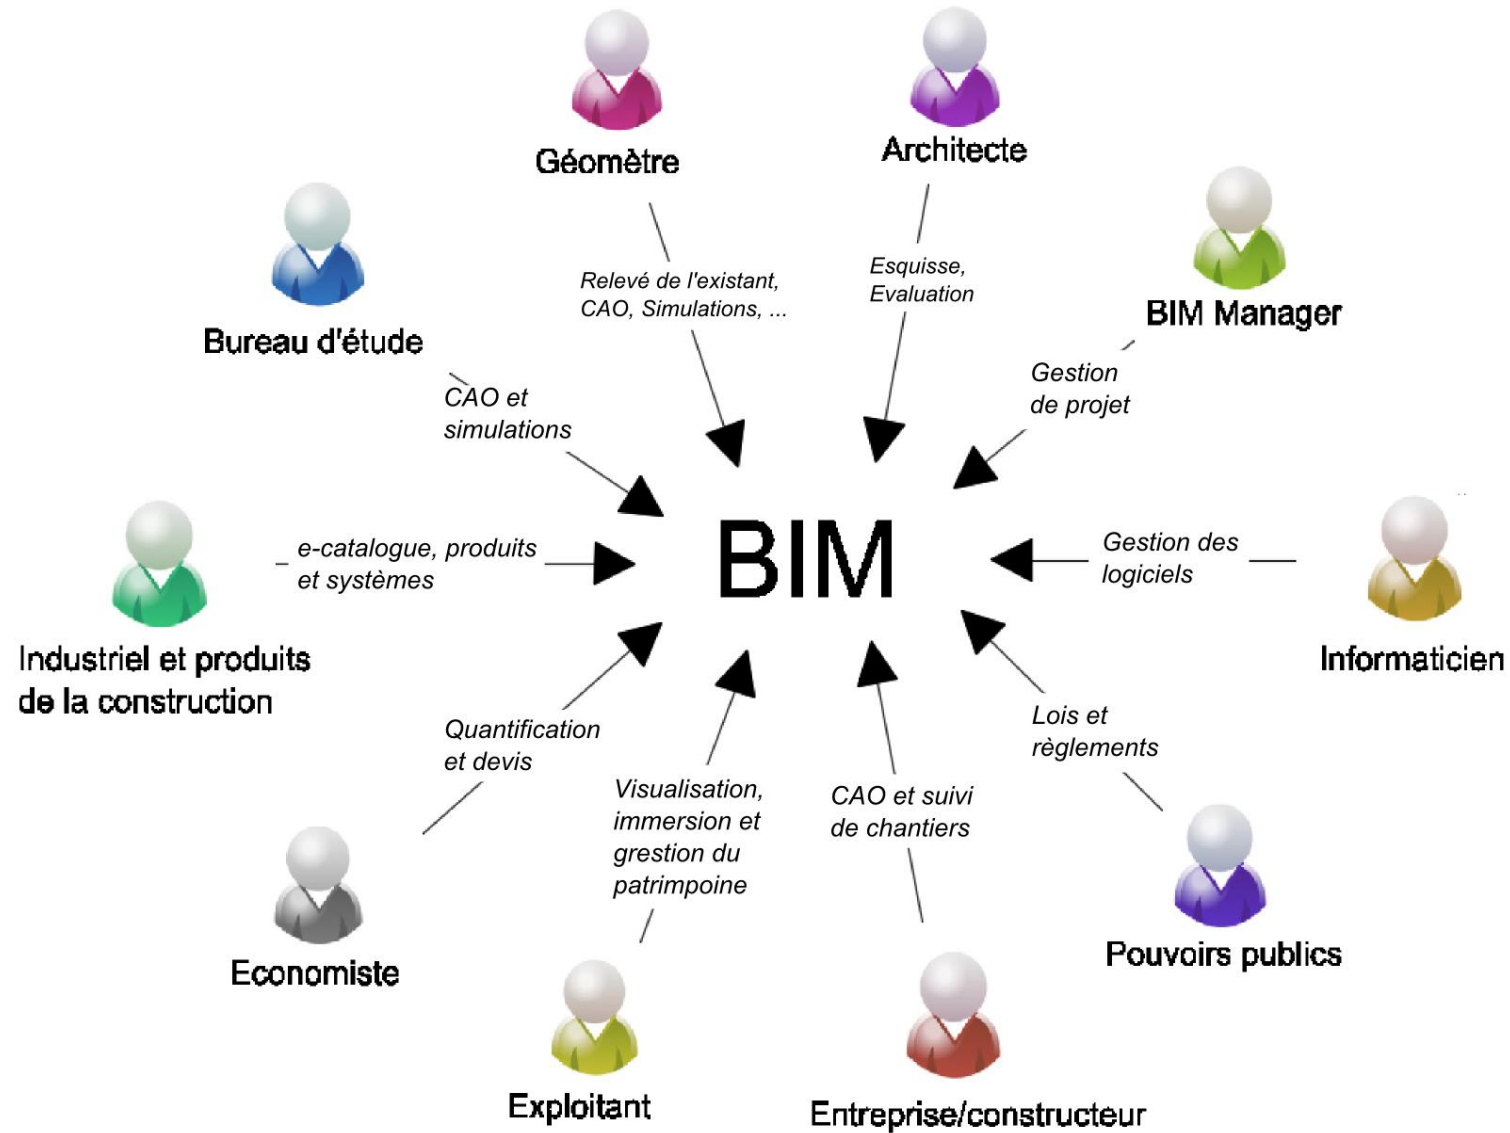 Géomètre
Architecte
Relevé de l'existant,
CAO, Simulations, ...
Esquisse,
Evaluation
BIM Manager
Bureau d'étude
Gestion
de projet
CAO et
simulations
BIM
e-catalogue, produits
et systèmes
Gestion des
logiciels
Industriel et produits
de la construction
Informaticien
Quantification
et devis
Lois et
règlements
Visualisation,
immersion et
grestion du
patrimpoine
CAO et suivi
de chantiers
Economiste
Pouvoirs publics
Exploitant
Entreprise/constructeur